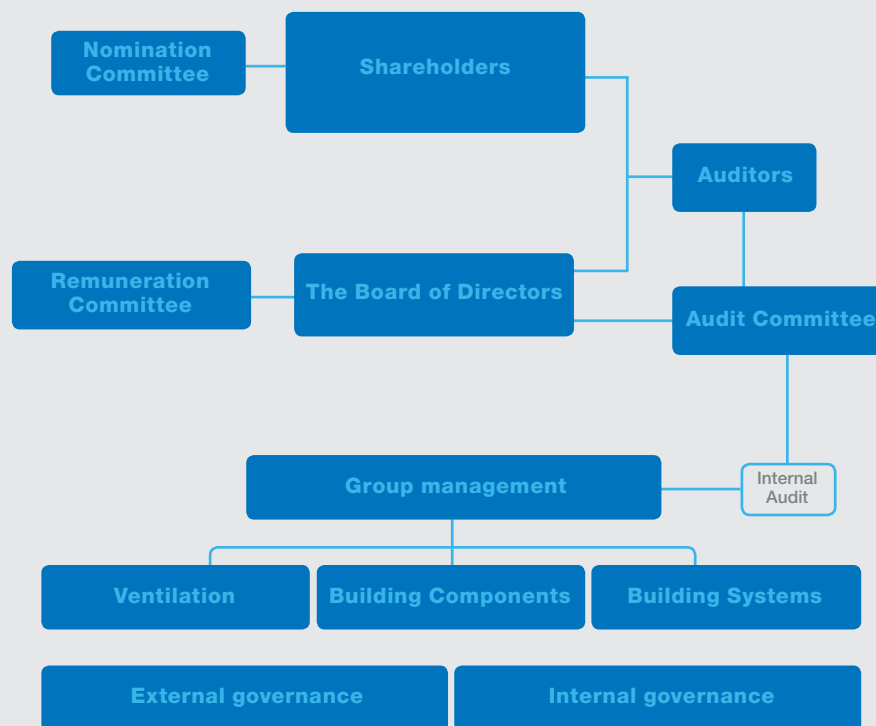 Nomination
Committee
Shareholders
Auditors
Remuneration
Committee
The Board of Directors
Audit Committee
Group management
Internal
Audit
Ventilation
Building Components
Building Systems
External governance
Internal governance